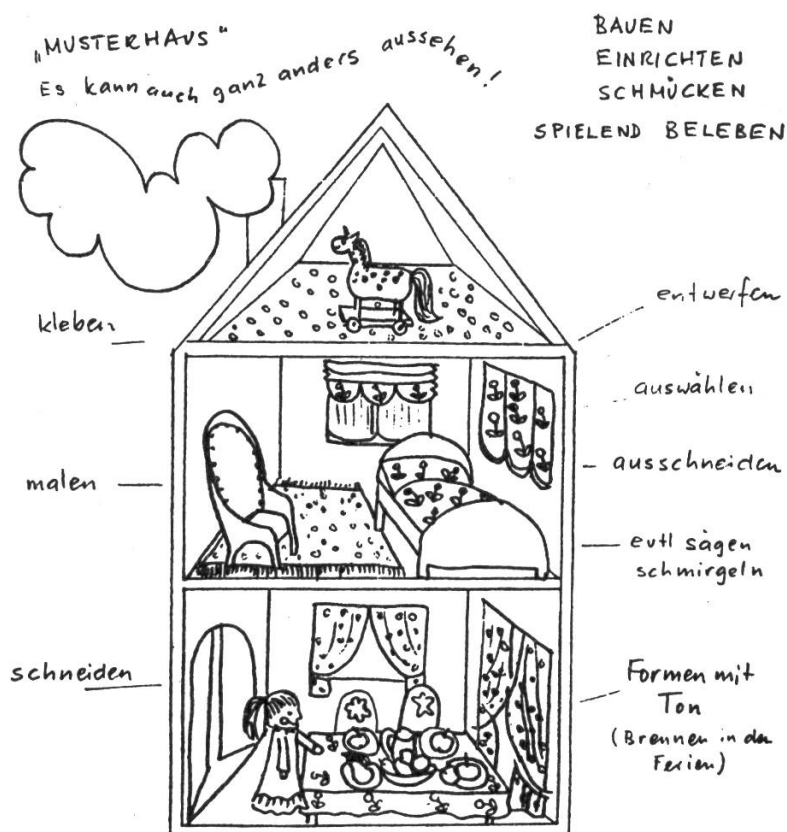 „MUSTERHAUS“
Es kann auch ganz anders aussehen!
BAUEN
EINRICHTEN
SCHMÜCKEN
SPIELEND BELEBEN
kleben
malen
schneiden
entwerfen
auswählen
ausschneiden
evtl sägen
schmirgeln
Formen mit
Ton
(Brennen in den
Ferien)